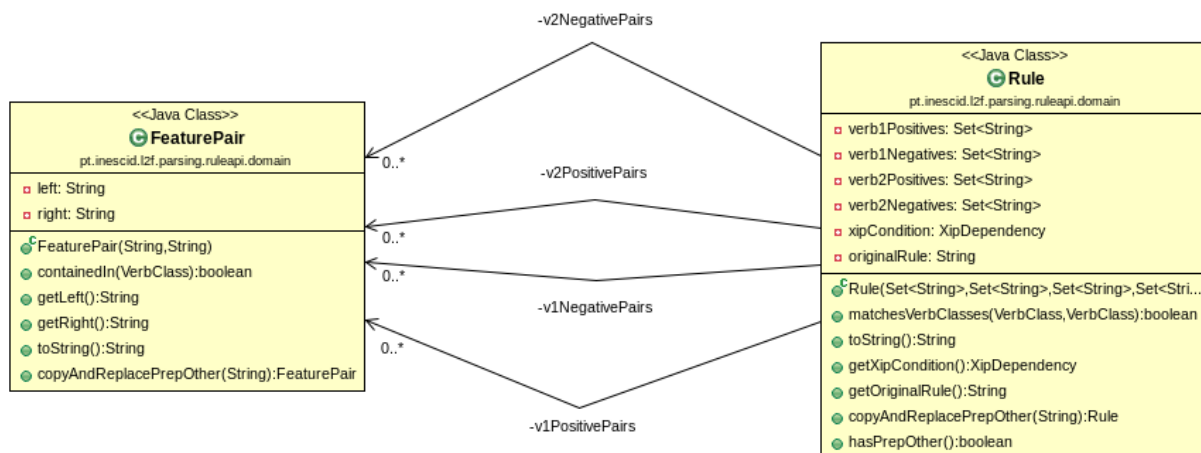 -v2NegativePairs
<<Java Class>>
FeaturePair
pt.inescid.l2f.parsing.ruleapi.domain
left: String
right: String
FeaturePair(String,String)
containedIn(VerbClass):boolean
getLeft():String
getRight():String
toString():String
copyAndReplacePrepOther(String):FeaturePair
0..*
-v2PositivePairs
0..*
0..*
-v1NegativePairs
0..*
-v1PositivePairs
<<Java Class>>
Rule
pt.inescid.l2f.parsing.ruleapi.domain
verb1Positives: Set<String>
verb1Negatives: Set<String>
verb2Positives: Set<String>
verb2Negatives: Set<String>
xipCondition: XipDependency
originalRule: String
Rule(Set<String>,Set<String>,Set<String>,Set<Stri...
matchesVerbClasses(VerbClass,VerbClass):boolean
toString():String
getXipCondition():XipDependency
getOriginalRule():String
copyAndReplacePrepOther(String):Rule
hasPrepOther():boolean